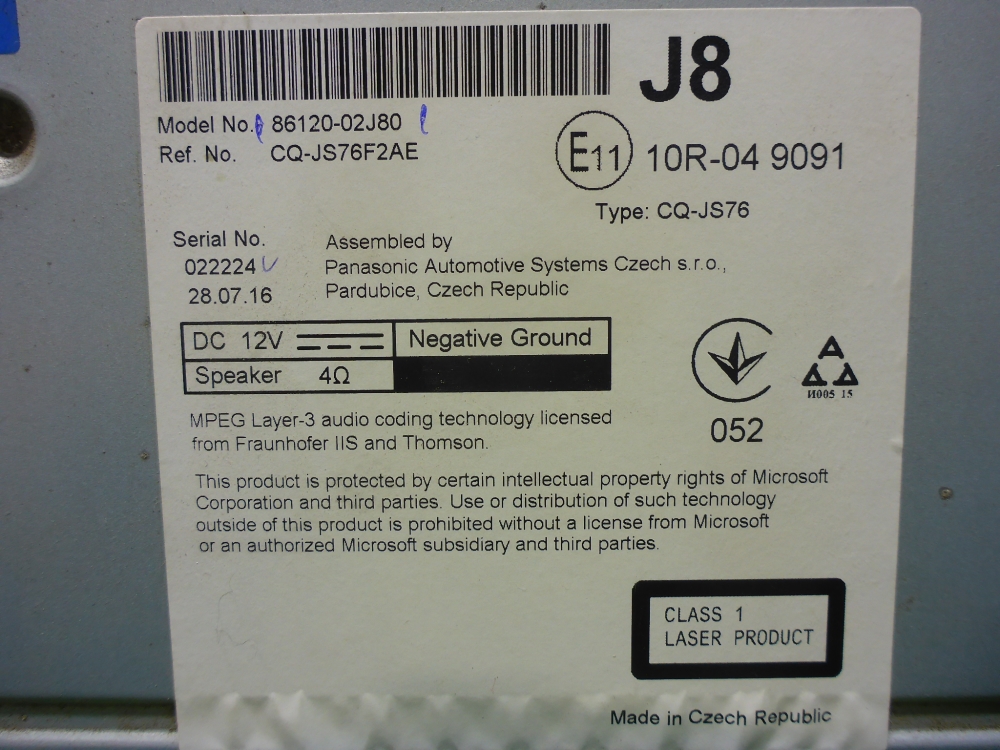 J8
Model No. 86120-02J80
Ref. No. CQ-JS76F2AE
E11 10R-04 9091
Type: CQ-JS76
Serial No.
022224
28.07.16
Assembled by
Panasonic Automotive Systems Czech s.r.o.,
Pardubice, Czech Republic
DC 12V
Negative Ground
Speaker 4Ω
052
И005 15
MPEG Layer-3 audio coding technology licensed
from Fraunhofer IIS and Thomson.
This product is protected by certain intellectual property rights of Microsoft
Corporation and third parties. Use or distribution of such technology
outside of this product is prohibited without a license from Microsoft
or an authorized Microsoft subsidiary and third parties.
CLASS 1
LASER PRODUCT
Made in Czech Republic